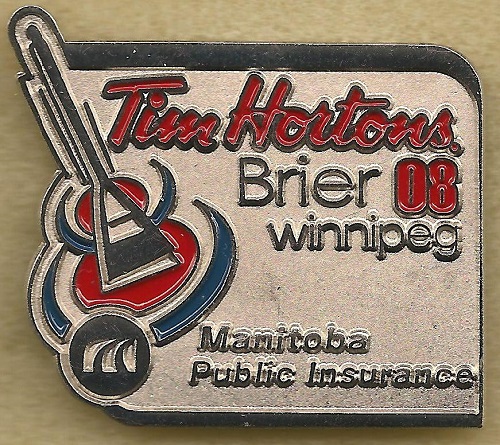 Tim Hortons.
Brier 08
winnipeg
Manitoba
Public Insurance